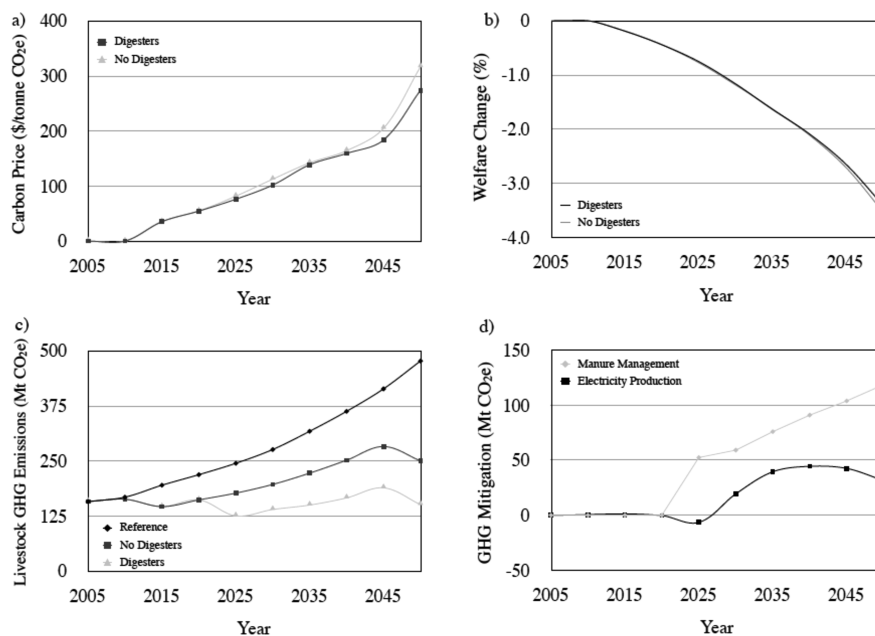 a)
400
300
200
100
0
Carbon Price ($/tonne CO2e)
Digesters
No Digesters
2005 2015 2025 2035 2045
Year
b)
0
-1.0
-2.0
-3.0
-4.0
Welfare Change (%)
Digesters
No Digesters
2005 2015 2025 2035 2045
Year
c)
500
375
250
125
0
Livestock GHG Emissions (Mt CO2e)
Reference
No Digesters
Digesters
2005 2015 2025 2035 2045
Year
d)
150
100
50
0
-50
GHG Mitigation (Mt CO2e)
Manure Management
Electricity Production
2005 2015 2025 2035 2045
Year